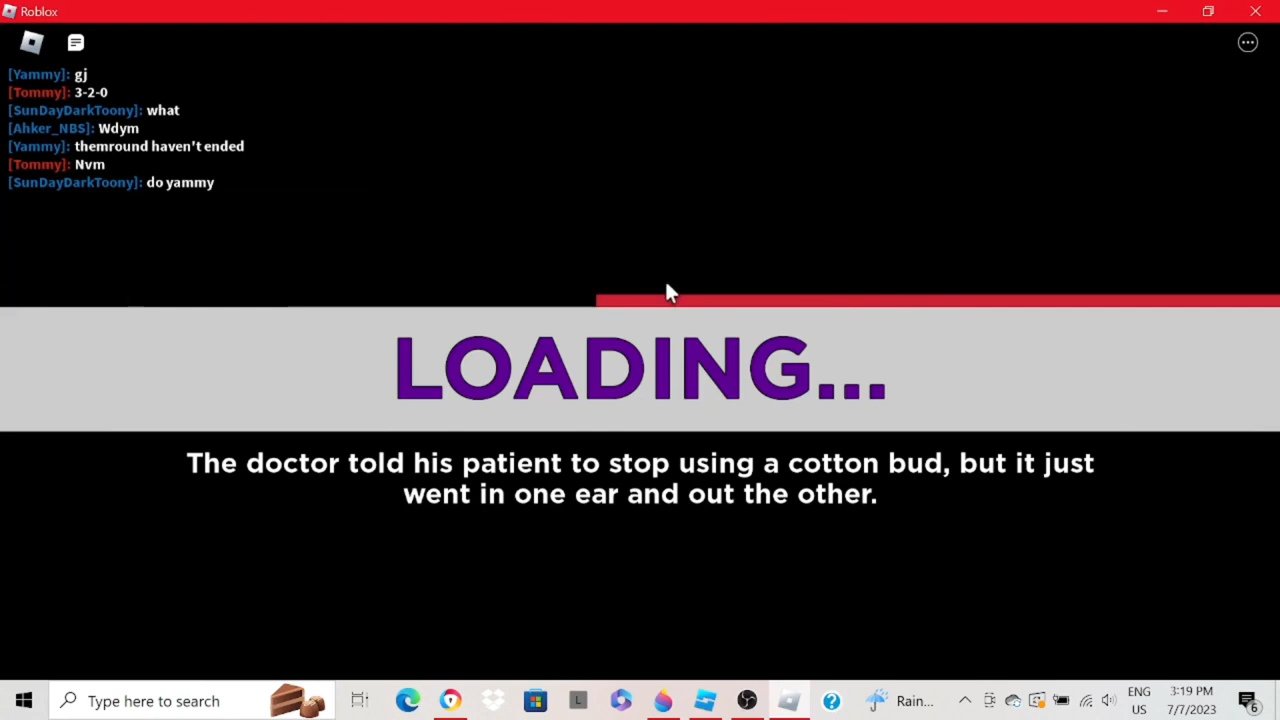 Roblox
[Yammy]: gj
[Tommy]: 3-2-0
[SunDayDarkToony]: what
[Ahker_NBS]: Wdym
[Yammy]: themround haven't ended
[Tommy]: Nvm
[SunDayDarkToony]: do yammy
LOADING...
The doctor told his patient to stop using a cotton bud, but it just
went in one ear and out the other.
Type here to search
L
Rain...
ENG
US
3:19 PM
7/7/2023
6